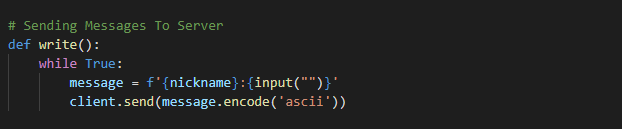 # Sending Messages To Server
def write():
    while True:
        message = f'{nickname}:{input("")}'
        client.send(message.encode('ascii'))